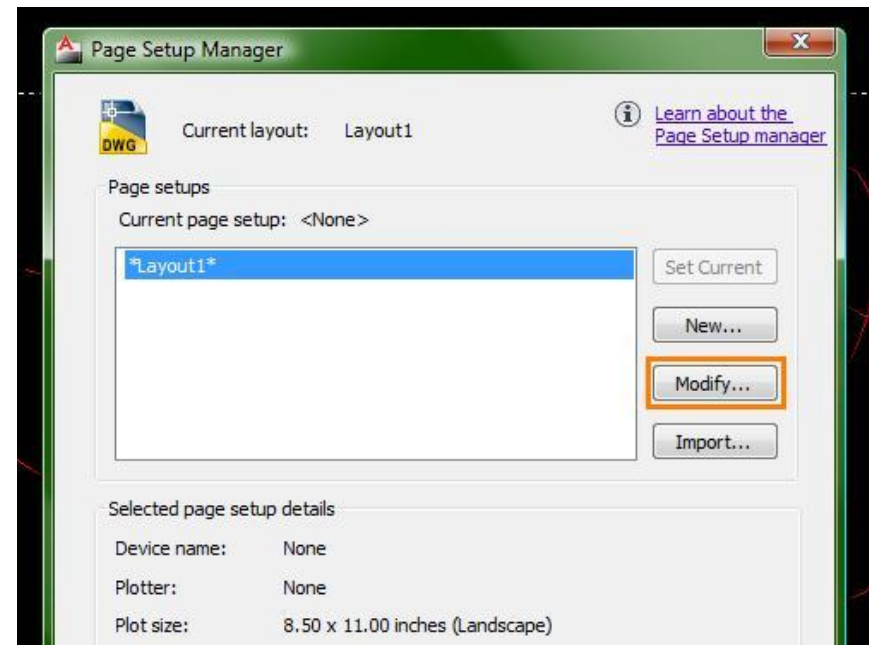 Page Setup Manager
DWG
Current layout: Layout1
Learn about the
Page Setup manager
Page setups
Current page setup: <None>
*Layout1*
Set Current
New...
Modify...
Import...
Selected page setup details
Device name: None
Plotter: None
Plot size: 8.50 x 11.00 inches (Landscape)